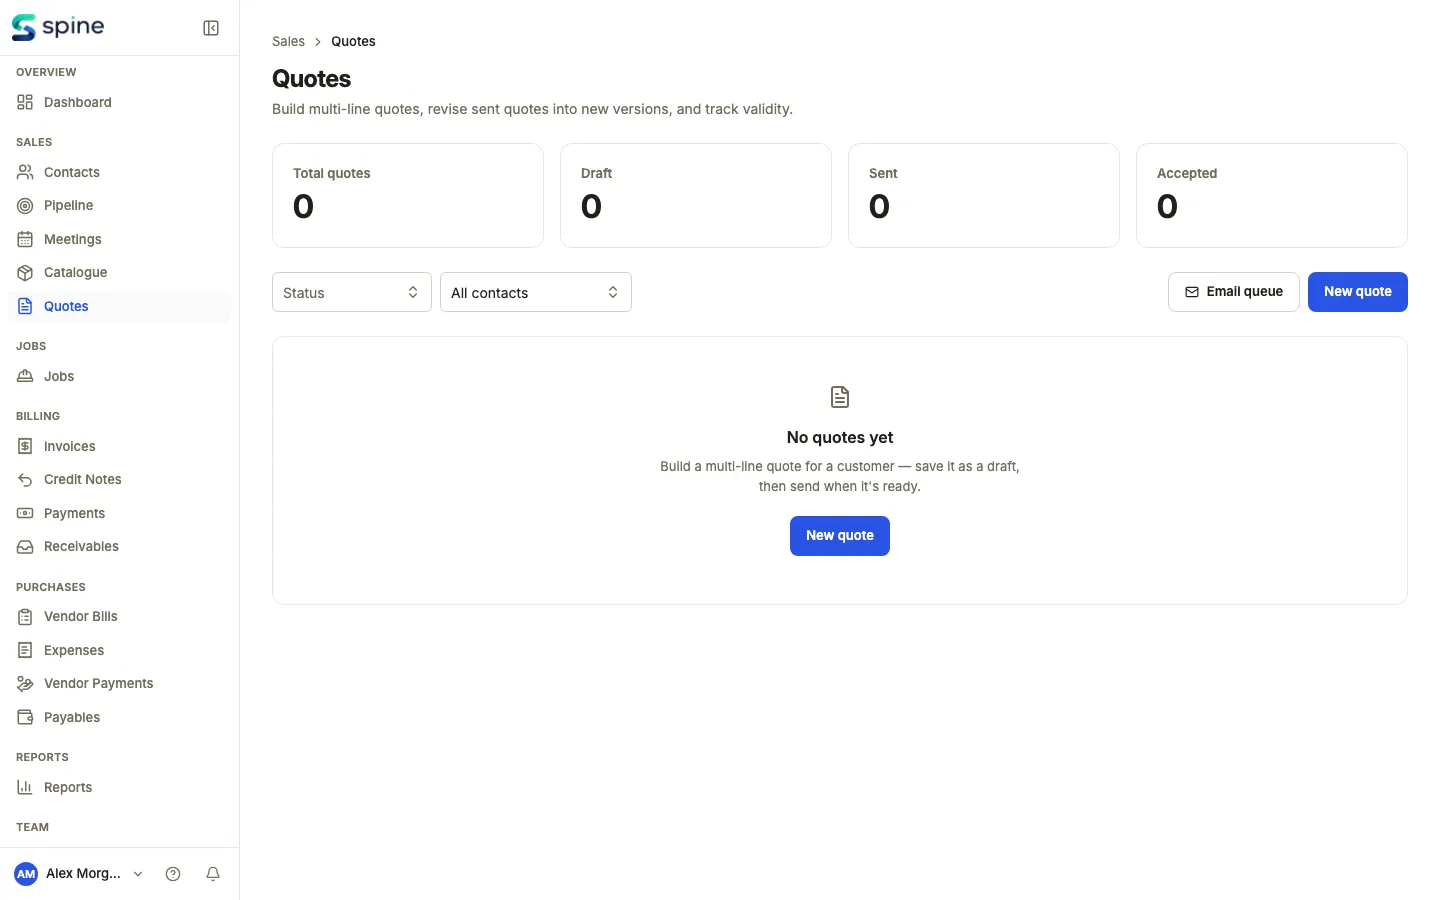 spine
OVERVIEW
Dashboard
SALES
Contacts
Pipeline
Meetings
Catalogue
Quotes
JOBS
Jobs
BILLING
Invoices
Credit Notes
Payments
Receivables
PURCHASES
Vendor Bills
Expenses
Vendor Payments
Payables
REPORTS
Reports
TEAM
AM Alex Morg...
Sales > Quotes
Quotes
Build multi-line quotes, revise sent quotes into new versions, and track validity.
Total quotes
0
Draft
0
Sent
0
Accepted
0
Status
All contacts
Email queue
New quote
No quotes yet
Build a multi-line quote for a customer — save it as a draft,
then send when it's ready.
New quote